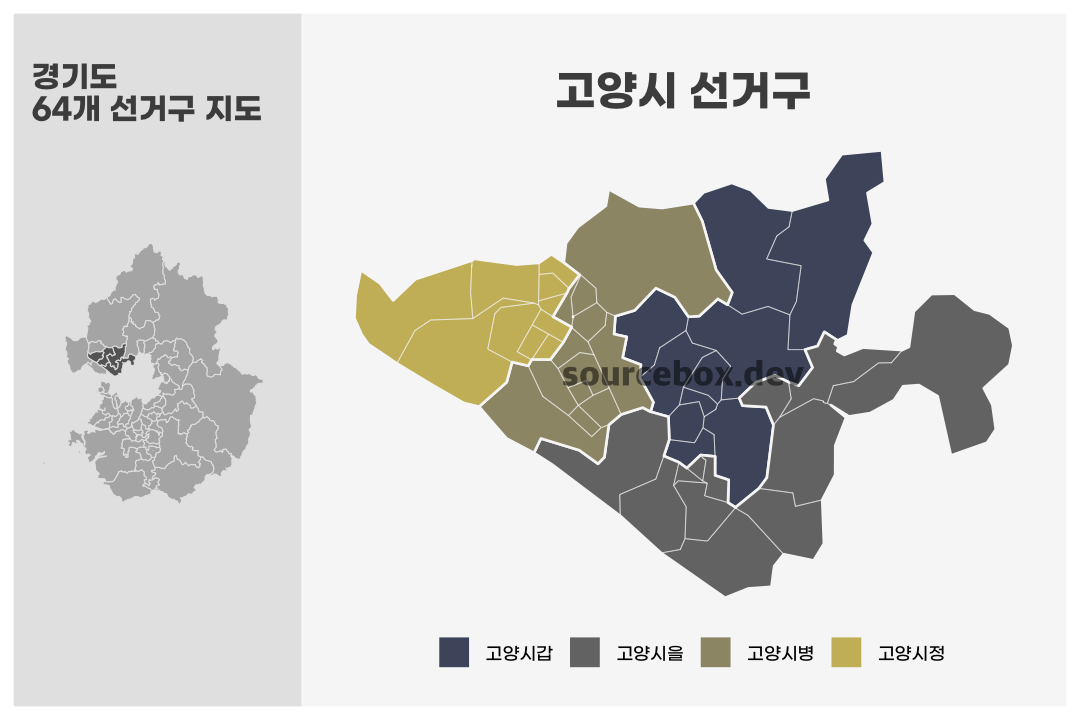 경기도
64개 선거구 지도
고양시 선거구
sourcebox.dev
고양시갑
고양시을
고양시병
고양시정